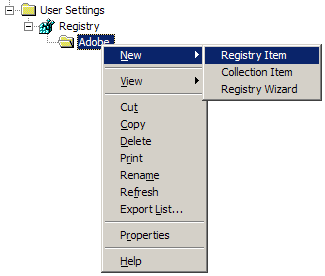 User Settings
Registry
Adobe
New
View
Cut
Copy
Delete
Print
Rename
Refresh
Export List...
Properties
Help
Registry Item
Collection Item
Registry Wizard